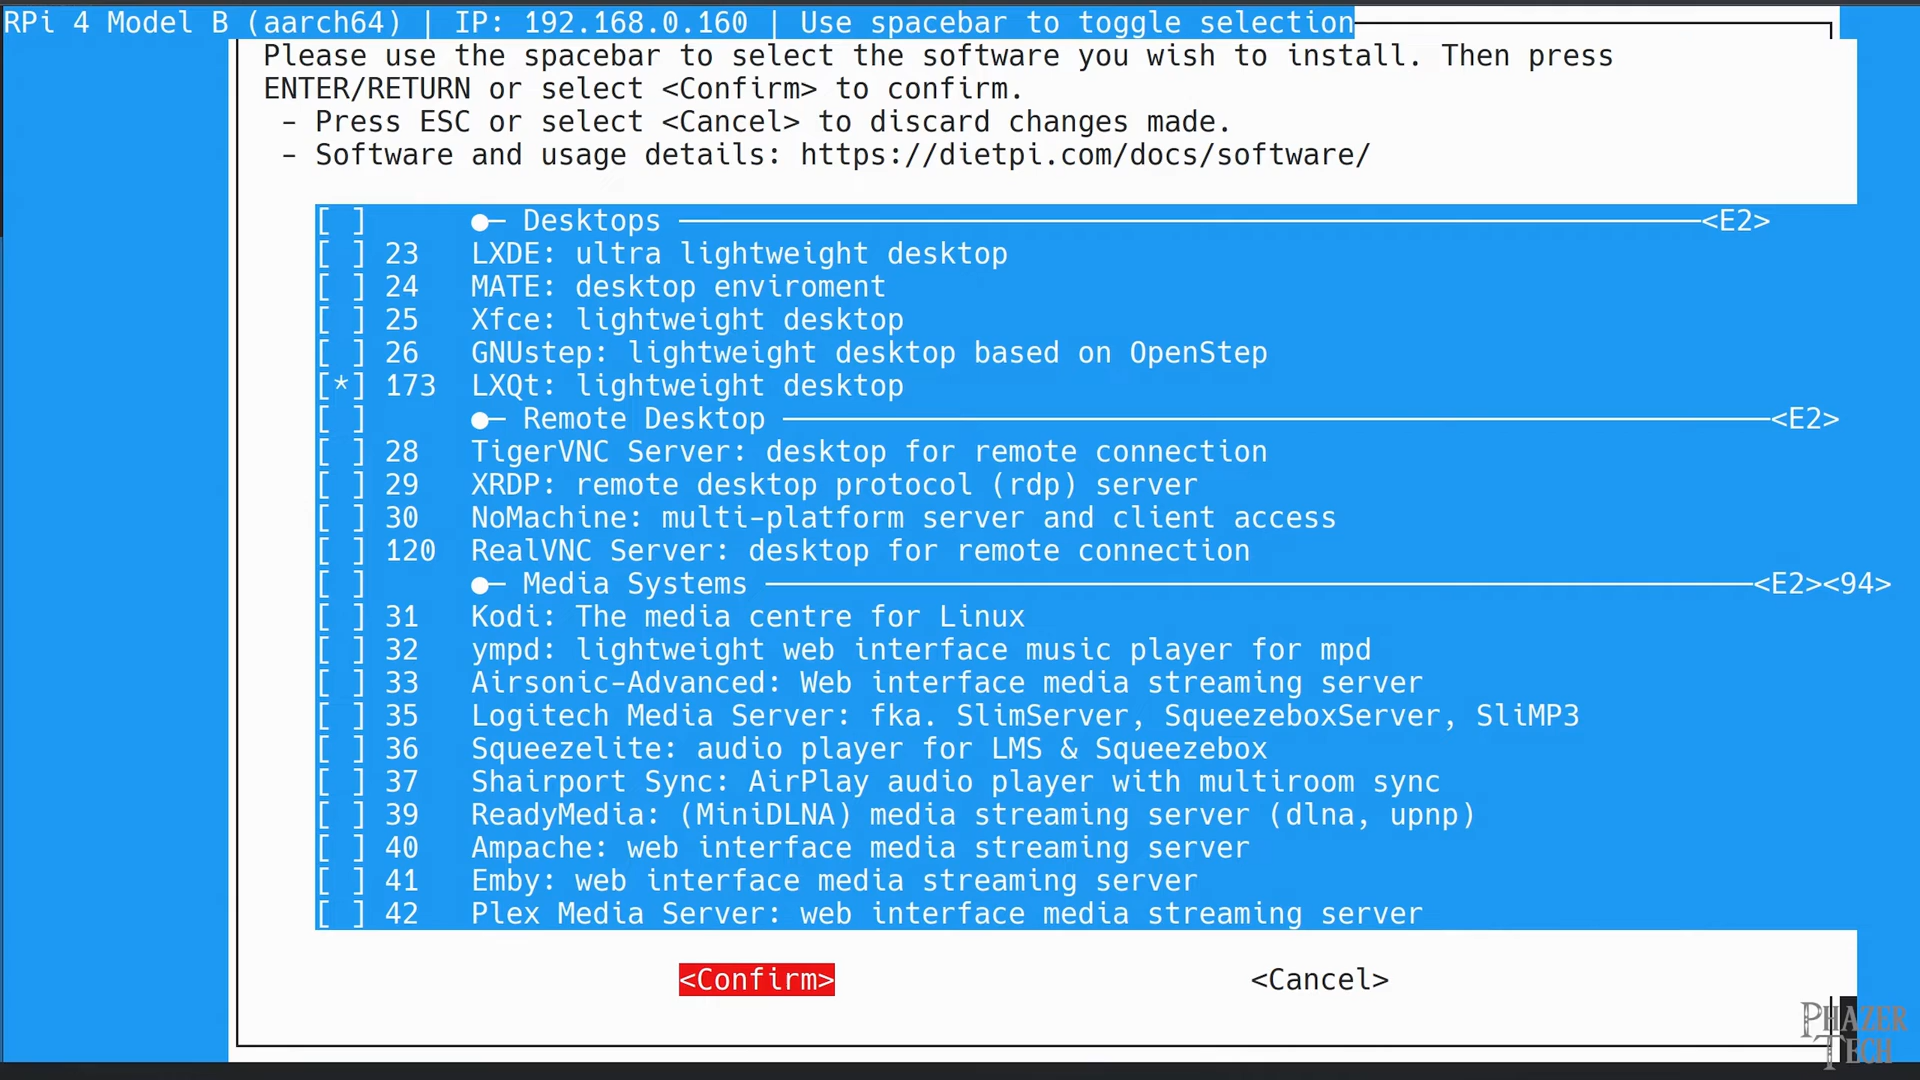 RPi 4 Model B (aarch64) | IP: 192.168.0.160 | Use spacebar to toggle selection
Please use the spacebar to select the software you wish to install. Then press
ENTER/RETURN or select <Confirm> to confirm.
- Press ESC or select <Cancel> to discard changes made.
- Software and usage details: https://dietpi.com/docs/software/
[ ] ●─ Desktops ─<E2>
[ ] 23 LXDE: ultra lightweight desktop
[ ] 24 MATE: desktop enviroment
[ ] 25 Xfce: lightweight desktop
[ ] 26 GNUstep: lightweight desktop based on OpenStep
[*] 173 LXQt: lightweight desktop
[ ] ●─ Remote Desktop ─<E2>
[ ] 28 TigerVNC Server: desktop for remote connection
[ ] 29 XRDP: remote desktop protocol (rdp) server
[ ] 30 NoMachine: multi-platform server and client access
[ ] 120 RealVNC Server: desktop for remote connection
[ ] ●─ Media Systems ─<E2><94>
[ ] 31 Kodi: The media centre for Linux
[ ] 32 ympd: lightweight web interface music player for mpd
[ ] 33 Airsonic-Advanced: Web interface media streaming server
[ ] 35 Logitech Media Server: fka. SlimServer, SqueezeboxServer, SliMP3
[ ] 36 Squeezelite: audio player for LMS & Squeezebox
[ ] 37 Shairport Sync: AirPlay audio player with multiroom sync
[ ] 39 ReadyMedia: (MiniDLNA) media streaming server (dlna, upnp)
[ ] 40 Ampache: web interface media streaming server
[ ] 41 Emby: web interface media streaming server
[ ] 42 Plex Media Server: web interface media streaming server
<Confirm> <Cancel>
PHAZER
TECH